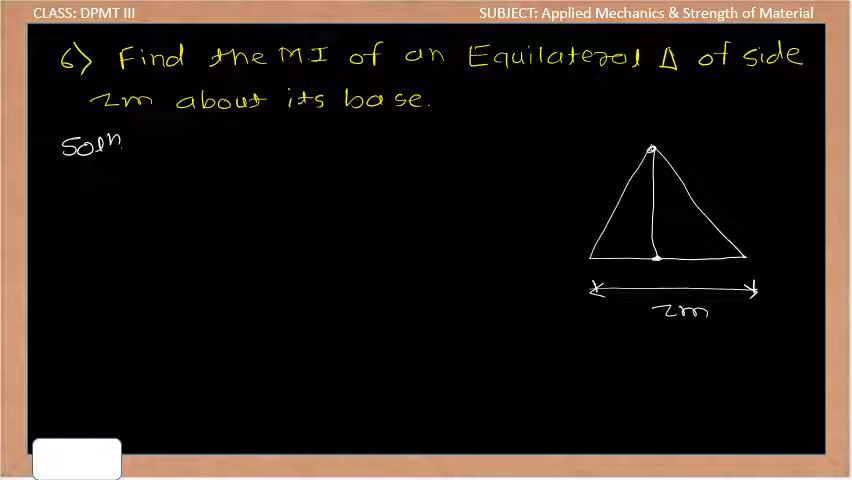 CLASS: DPMT III
SUBJECT: Applied Mechanics & Strength of Material
6) Find the M.I of an Equilateral Δ of side
2m about its base.
Solⁿ.
2m